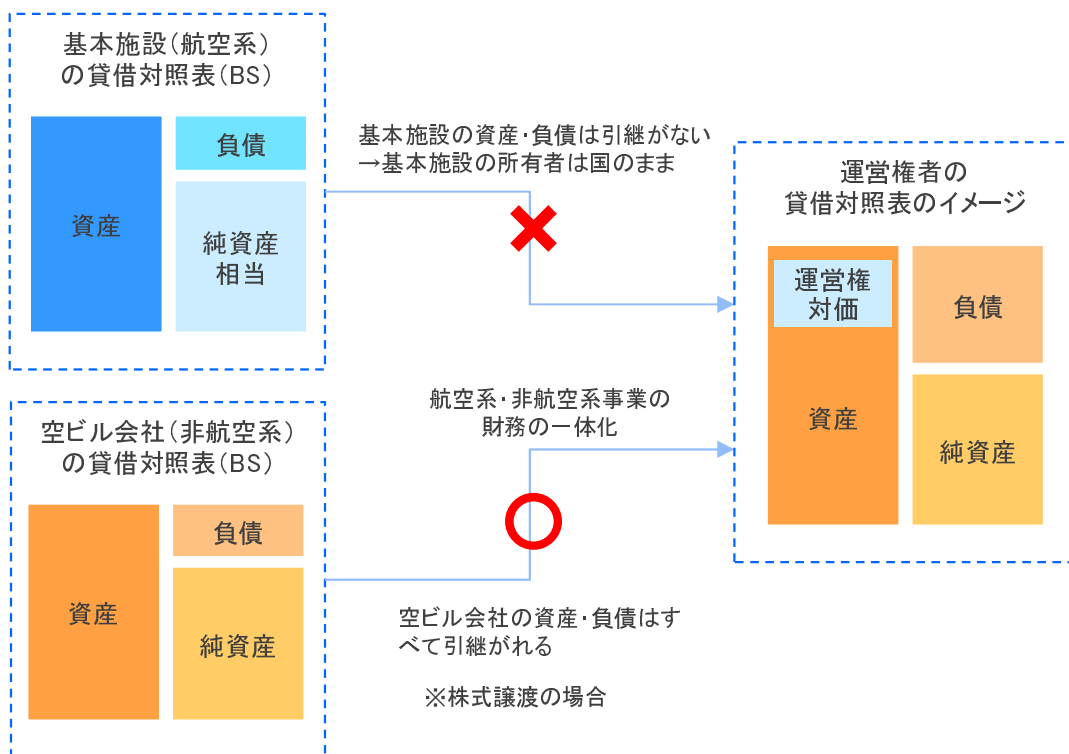 基本施設(航空系)
の貸借対照表(BS)
資産
負債
純資産
相当
基本施設の資産・負債は引継がない
→基本施設の所有者は国のまま
運営権者の
貸借対照表のイメージ
運営権
対価
資産
負債
純資産
航空系・非航空系事業の
財務の一体化
空ビル会社(非航空系)
の貸借対照表(BS)
資産
負債
純資産
空ビル会社の資産・負債はす
べて引継がれる
※株式譲渡の場合